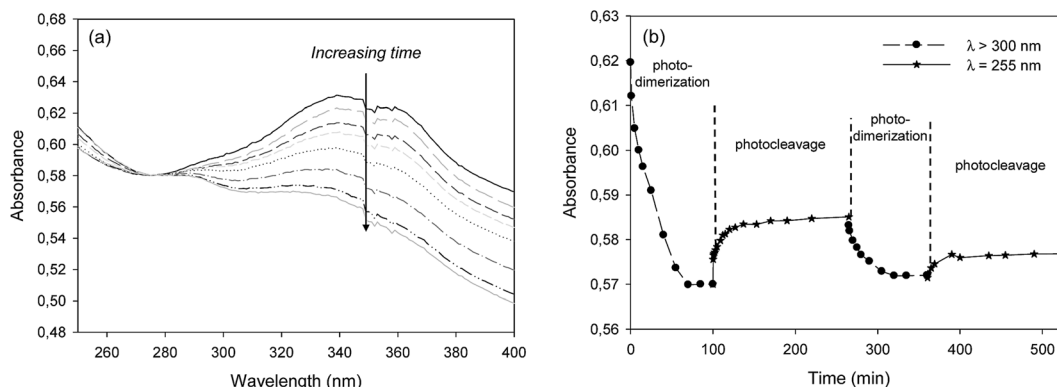 (a)
Increasing time
0,68
0,66
0,64
0,62
0,60
0,58
0,56
0,54
0,52
0,50
0,48
Absorbance
260 280 300 320 340 360 380 400
Wavelength (nm)
(b)
λ > 300 nm
λ = 255 nm
photo-
dimerization
photocleavage
photo-
dimerization
photocleavage
0,63
0,62
0,61
0,60
0,59
0,58
0,57
0,56
Absorbance
0 100 200 300 400 500
Time (min)